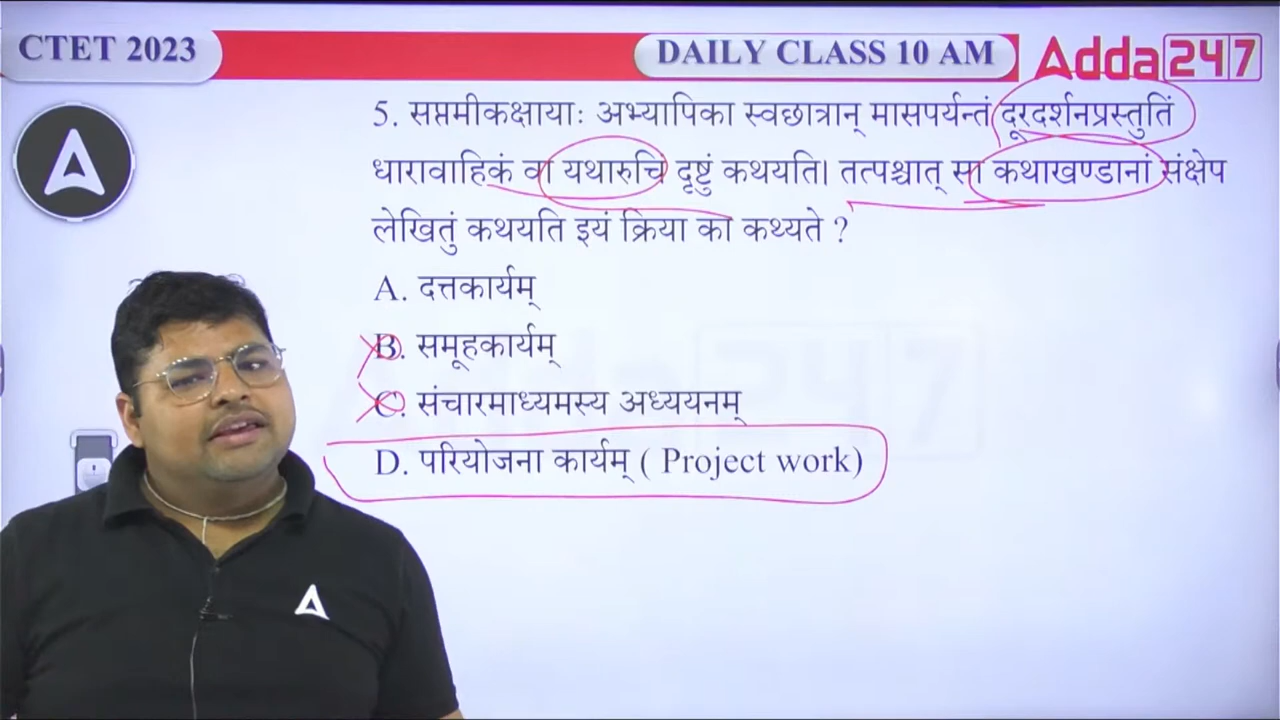 CTET 2023
DAILY CLASS 10 AM
Adda247
5. सप्तमीकक्षायाः अभ्यापिका स्वछात्रान् मासपर्यन्तं दूरदर्शनप्रस्तुतिं
धारावाहिकं वा यथारुचि दृष्टुं कथयति। तत्पश्चात् सा कथाखण्डानां संक्षेप
लेखितुं कथयति इयं क्रिया का कथ्यते ?
A. दत्तकार्यम्
B. समूहकार्यम्
C. संचारमाध्यमस्य अध्ययनम्
D. परियोजना कार्यम् ( Project work)